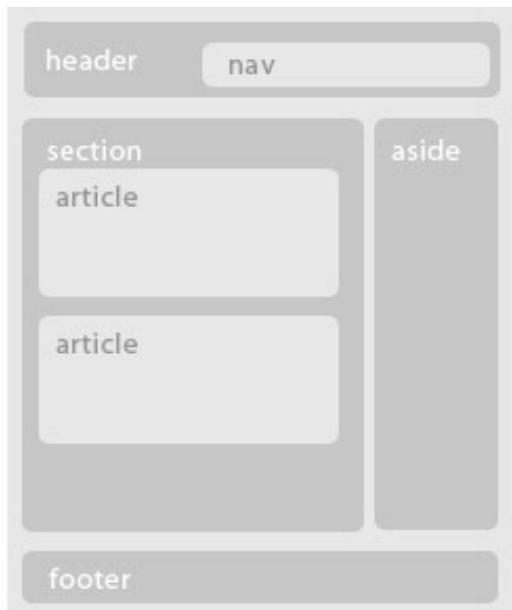 header
nav
section
article
article
aside
footer